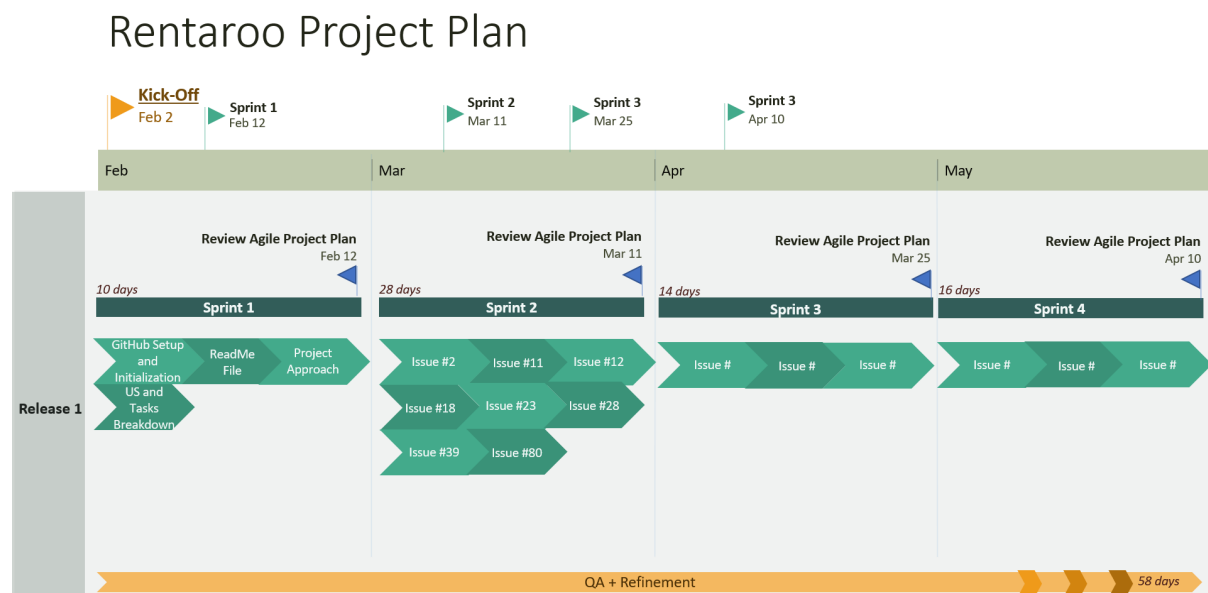 Rentaroo Project Plan
Kick-Off
Feb 2
Sprint 1
Feb 12
Sprint 2
Mar 11
Sprint 3
Mar 25
Sprint 3
Apr 10
Feb
Mar
Apr
May
Release 1
Review Agile Project Plan
Feb 12
10 days
Sprint 1
GitHub Setup
and
Initialization
ReadMe
File
Project
Approach
US and
Tasks
Breakdown
Review Agile Project Plan
Mar 11
28 days
Sprint 2
Issue #2
Issue #11
Issue #12
Issue #18
Issue #23
Issue #28
Issue #39
Issue #80
Review Agile Project Plan
Mar 25
14 days
Sprint 3
Issue #
Issue #
Issue #
Review Agile Project Plan
Apr 10
16 days
Sprint 4
Issue #
Issue #
Issue #
QA + Refinement
58 days